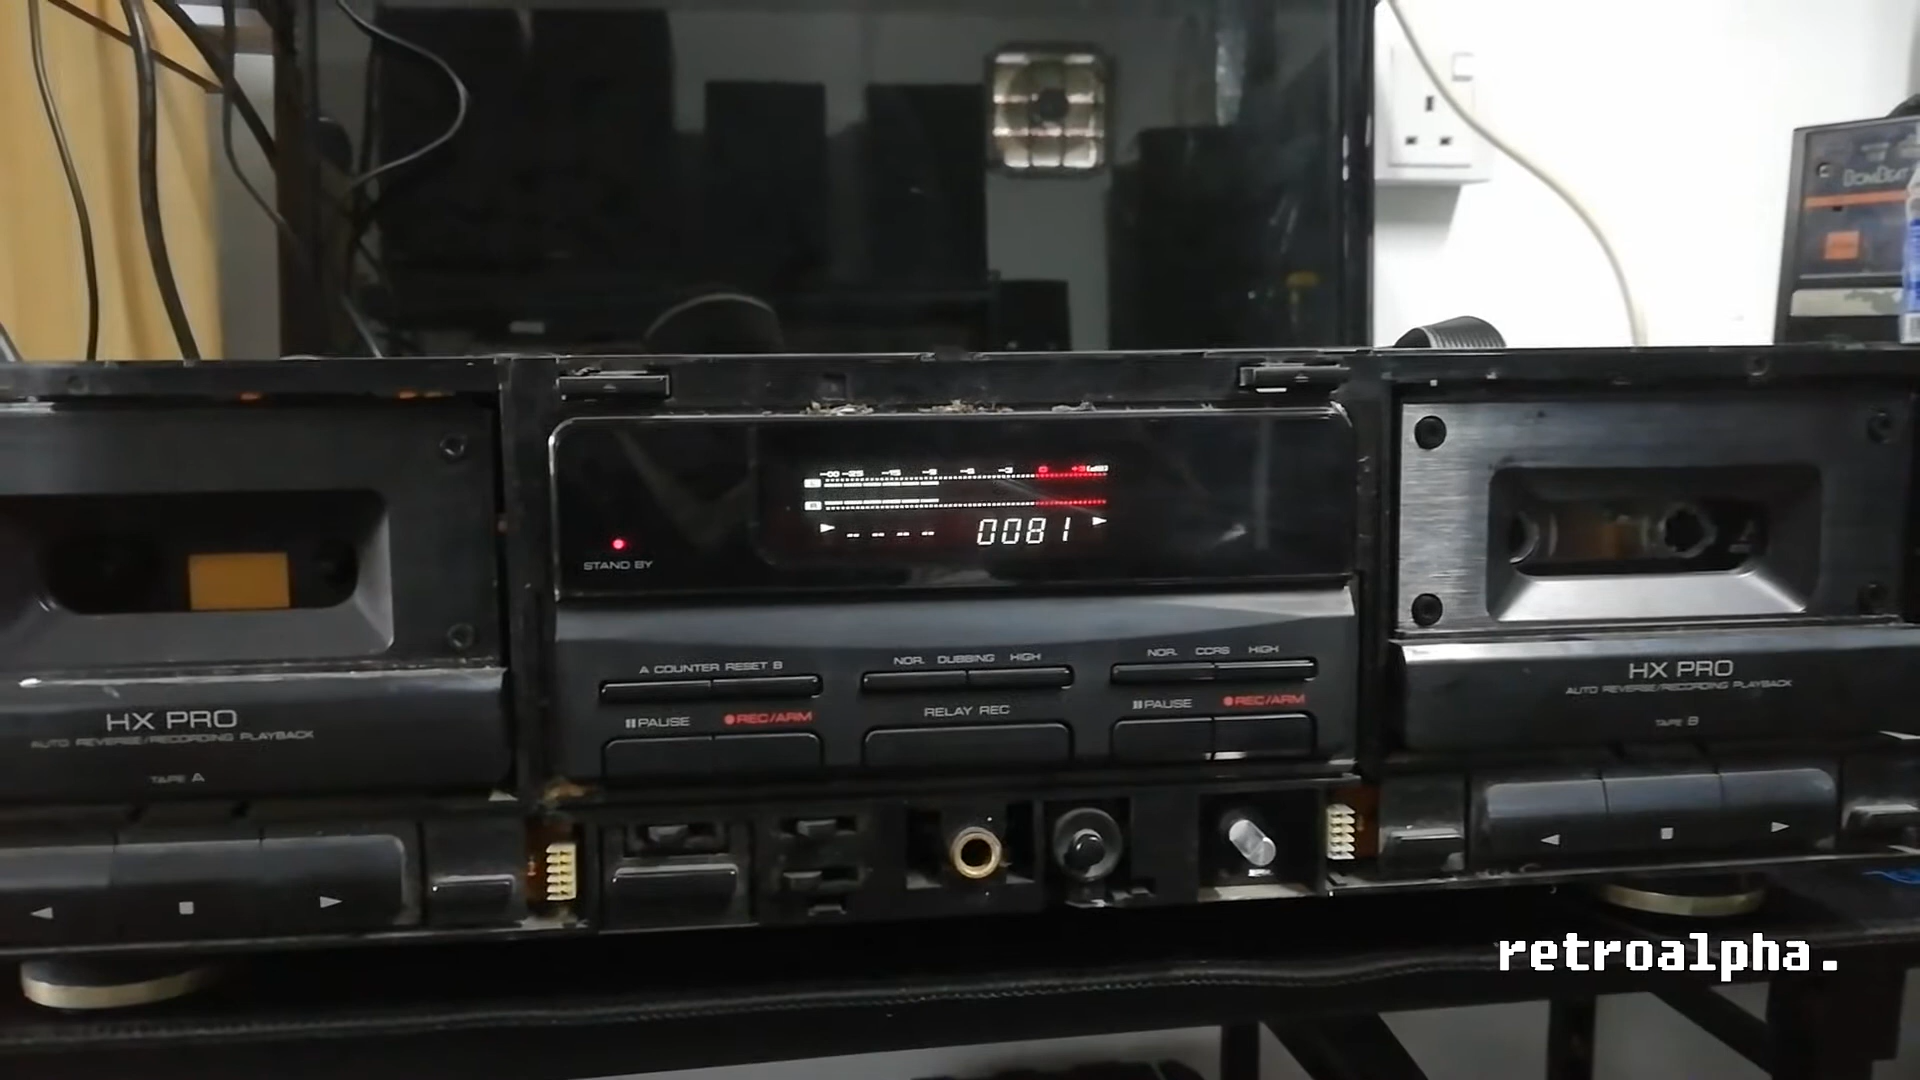 -∞ -25 -15 -9 -6 -3 0 +3 (dB)
L
R
-- -- -- -- 0081
STAND BY
A COUNTER RESET B
NOR. DUBBING HIGH
NOR. CCRS HIGH
PAUSE ●REC/ARM
RELAY REC
PAUSE ●REC/ARM
HX PRO
AUTO REVERSE/RECORDING PLAYBACK
TAPE A
HX PRO
AUTO REVERSE/RECORDING PLAYBACK
TAPE B
retroalpha.